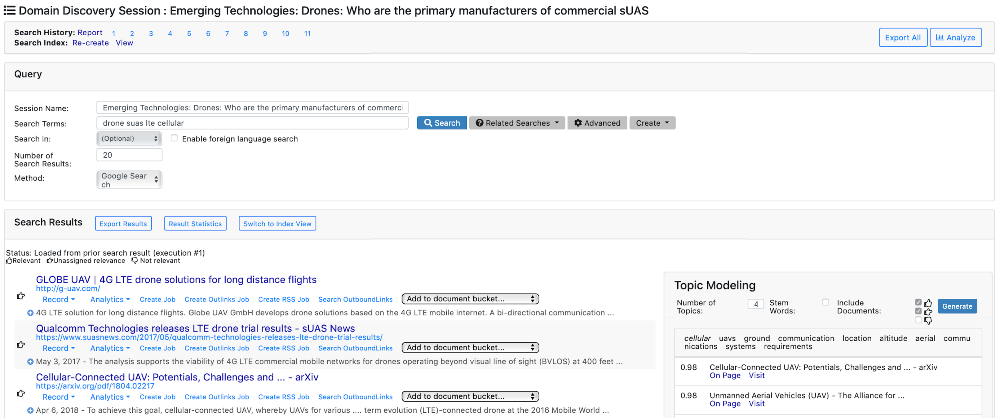 Domain Discovery Session : Emerging Technologies: Drones: Who are the primary manufacturers of commercial sUAS
Search History: Report 1 2 3 4 5 6 7 8 9 10 11
Search Index: Re-create View
Export All
Analyze
Query
Session Name: Emerging Technologies: Drones: Who are the primary manufacturers of commerci
Search Terms: drone suas lte cellular
Search
Related Searches
Advanced
Create
Search in: (Optional) Enable foreign language search
Number of
Search Results: 20
Method: Google Sear
ch
Search Results
Export Results
Result Statistics
Switch to Index View
Status: Loaded from prior search result (execution #1)
Relevant Unassigned relevance Not relevant
GLOBE UAV | 4G LTE drone solutions for long distance flights
http://g-uav.com/
Record Analytics Create Job Create Outlinks Job Create RSS Job Search OutboundLinks Add to document bucket...
4G LTE solution for long distance flights. Globe UAV GmbH develops drone solutions based on the 4G LTE mobile internet. A bi-directional communication ...
Qualcomm Technologies releases LTE drone trial results - sUAS News
https://www.suasnews.com/2017/05/qualcomm-technologies-releases-lte-drone-trial-results/
Record Analytics Create Job Create Outlinks Job Create RSS Job Search OutboundLinks Add to document bucket...
May 3, 2017 - The analysis supports the viability of 4G LTE commercial mobile networks for drones operating beyond visual line of sight (BVLOS) at 400 feet ...
Cellular-Connected UAV: Potentials, Challenges and ... - arXiv
https://arxiv.org/pdf/1804.02217
Record Analytics Create Job Create Outlinks Job Create RSS Job Search OutboundLinks Add to document bucket...
Apr 6, 2018 - To achieve this goal, cellular-connected UAV, whereby UAVs for various .... term evolution (LTE)-connected drone at the 2016 Mobile World ...
Topic Modeling
Number of
Topics: 4
Stem
Words:
Include
Documents:
Generate
cellular uavs ground communication location altitude aerial commu
nications systems requirements
0.98 Cellular-Connected UAV: Potentials, Challenges and ... - arXiv
On Page Visit
0.98 Unmanned Aerial Vehicles (UAV) - The Alliance for ...
On Page Visit